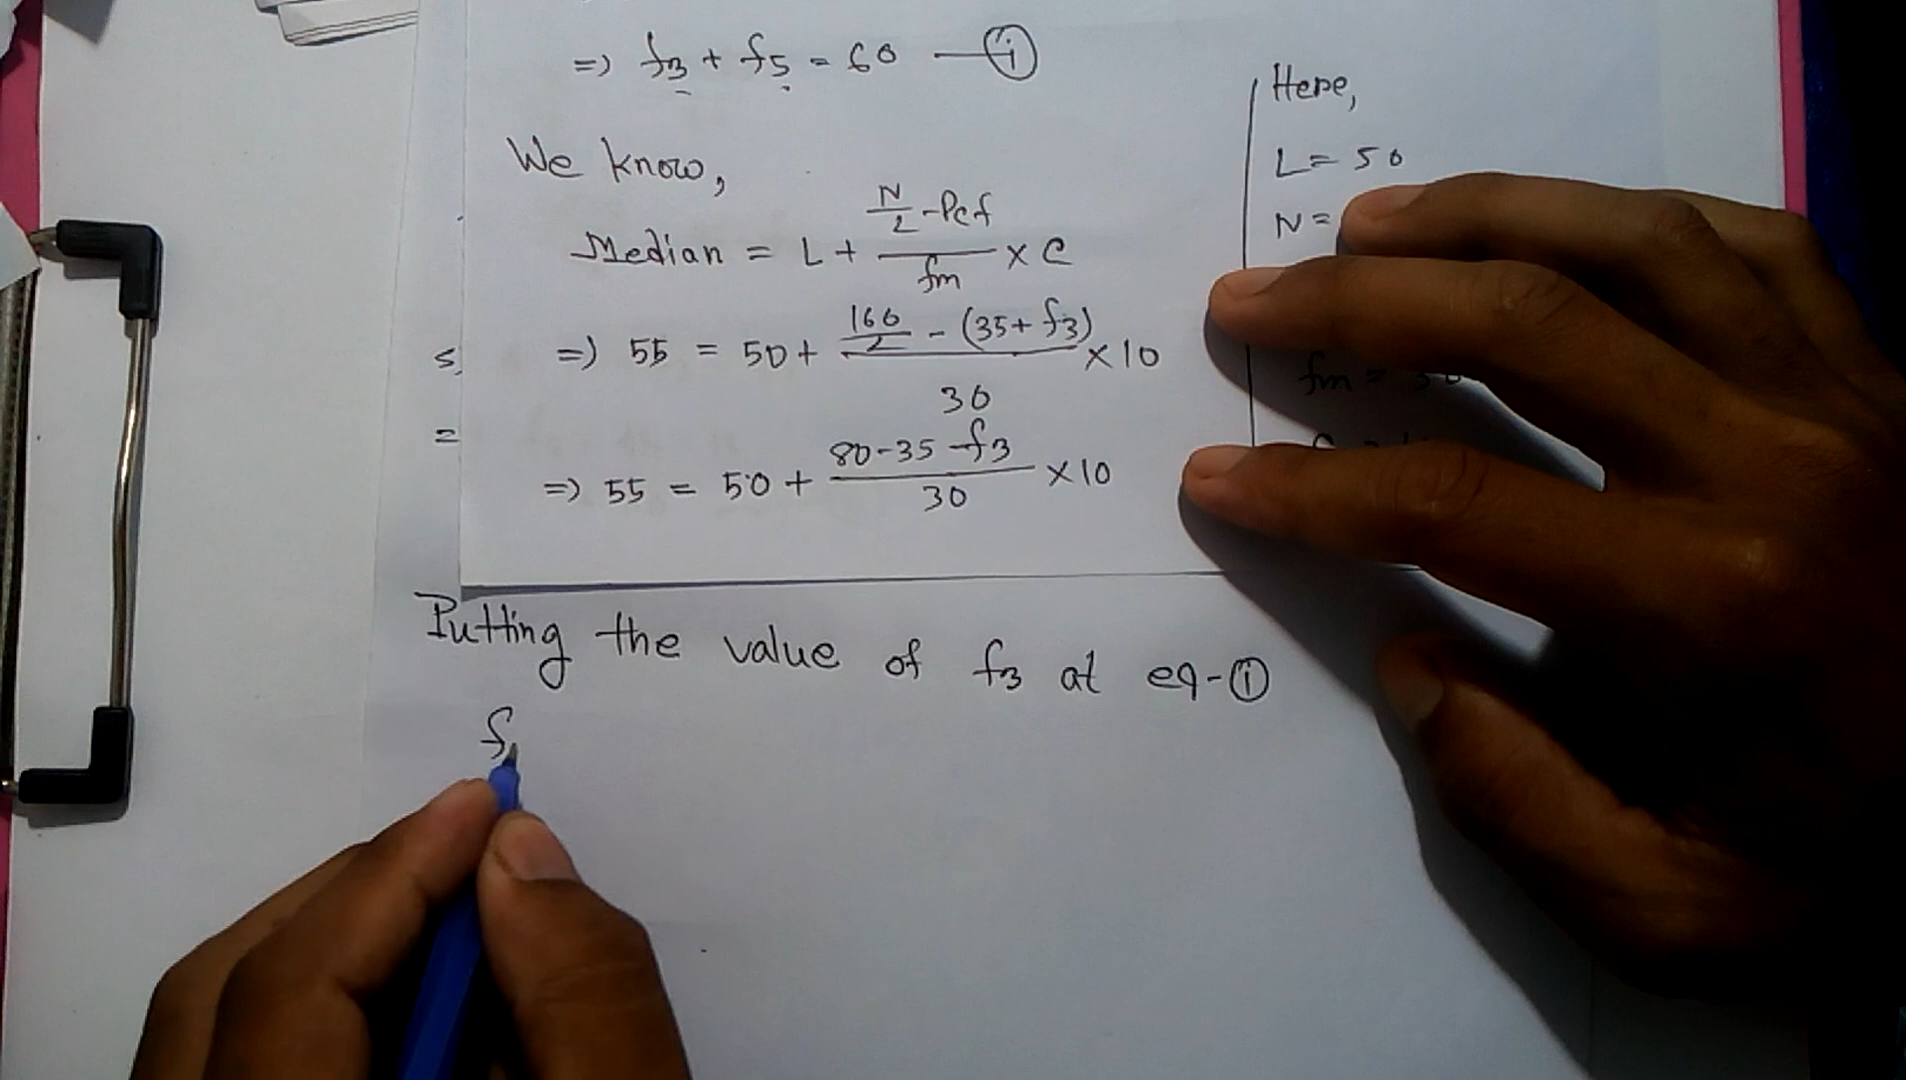 => f3 + f5 = 60 — (i)
Here,
We know,
L = 50
N =
Median = L + (N/2 - Pcf)/fm × C
=> 55 = 50 + (160/2 - (35 + f3))/30 × 10
fm = 30
=> 55 = 50 + (80-35-f3)/30 × 10
Putting the value of f3 at eq-(i)
f